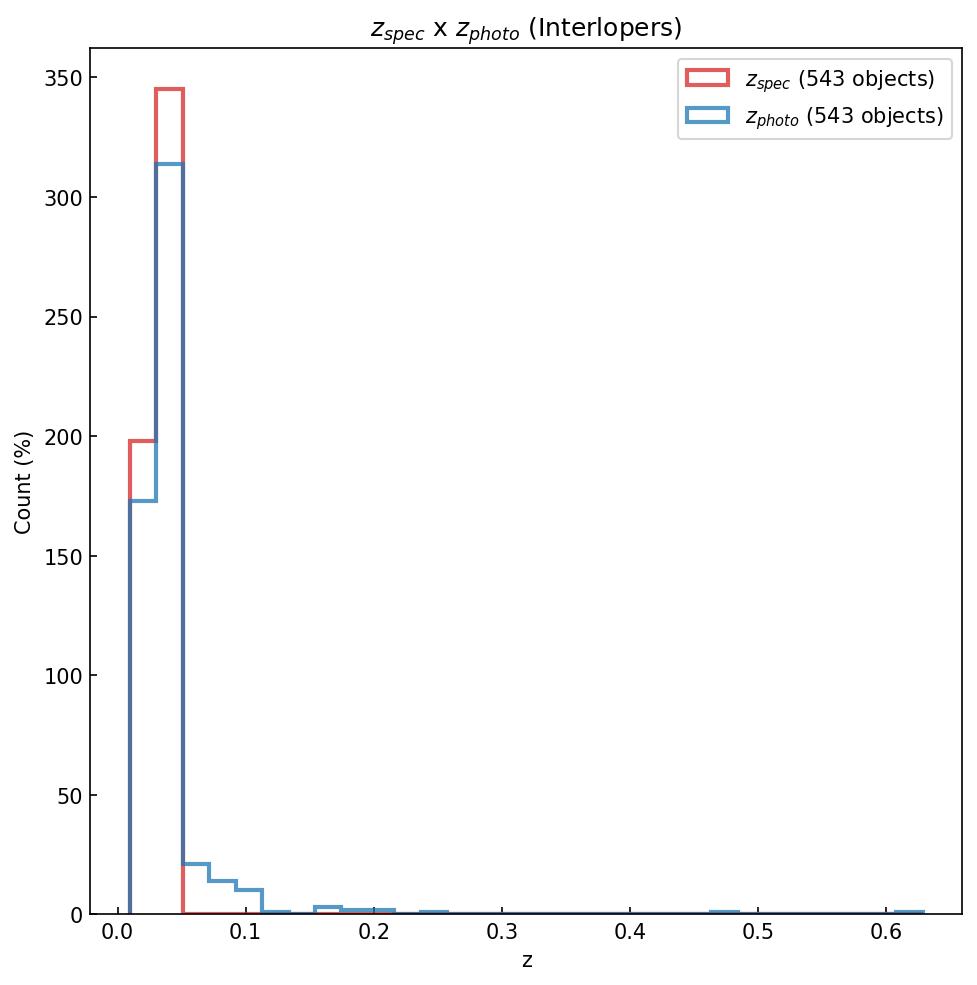 z_spec x z_photo (Interlopers)
z_spec (543 objects)
z_photo (543 objects)
Count (%)
350
300
250
200
150
100
50
0
0.0 0.1 0.2 0.3 0.4 0.5 0.6
z